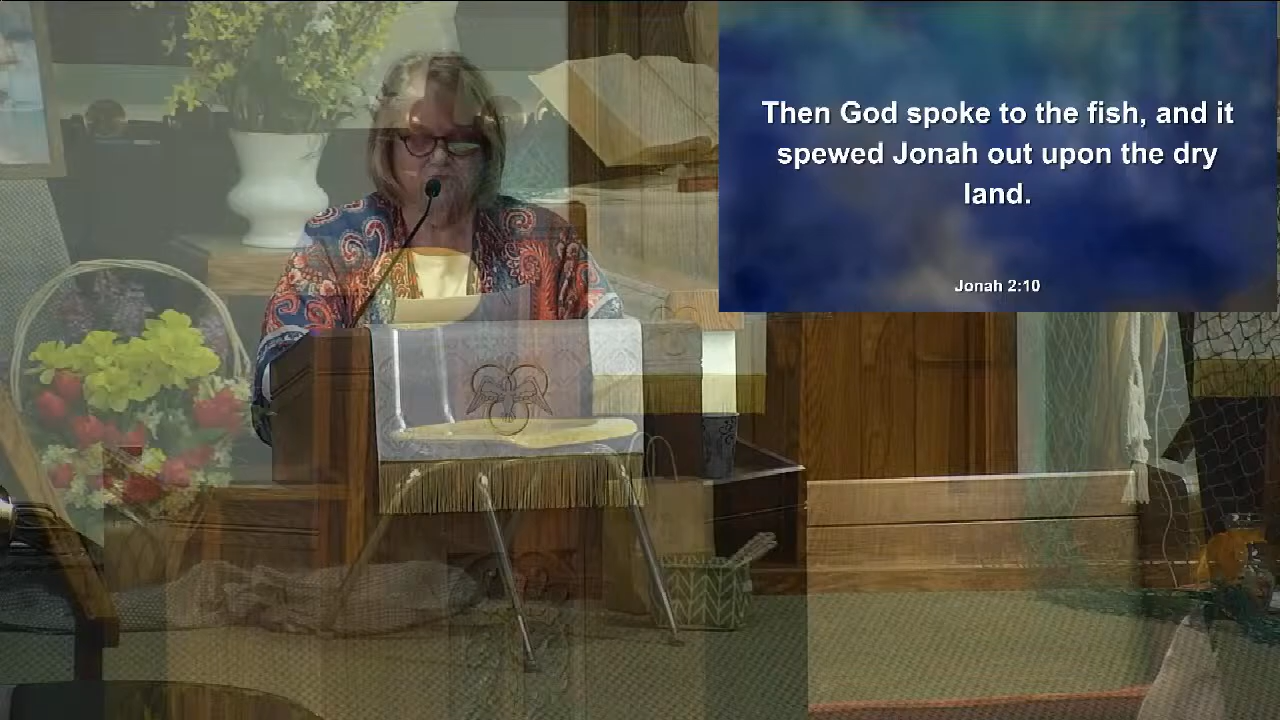 Then God spoke to the fish, and it
spewed Jonah out upon the dry
land.
Jonah 2:10